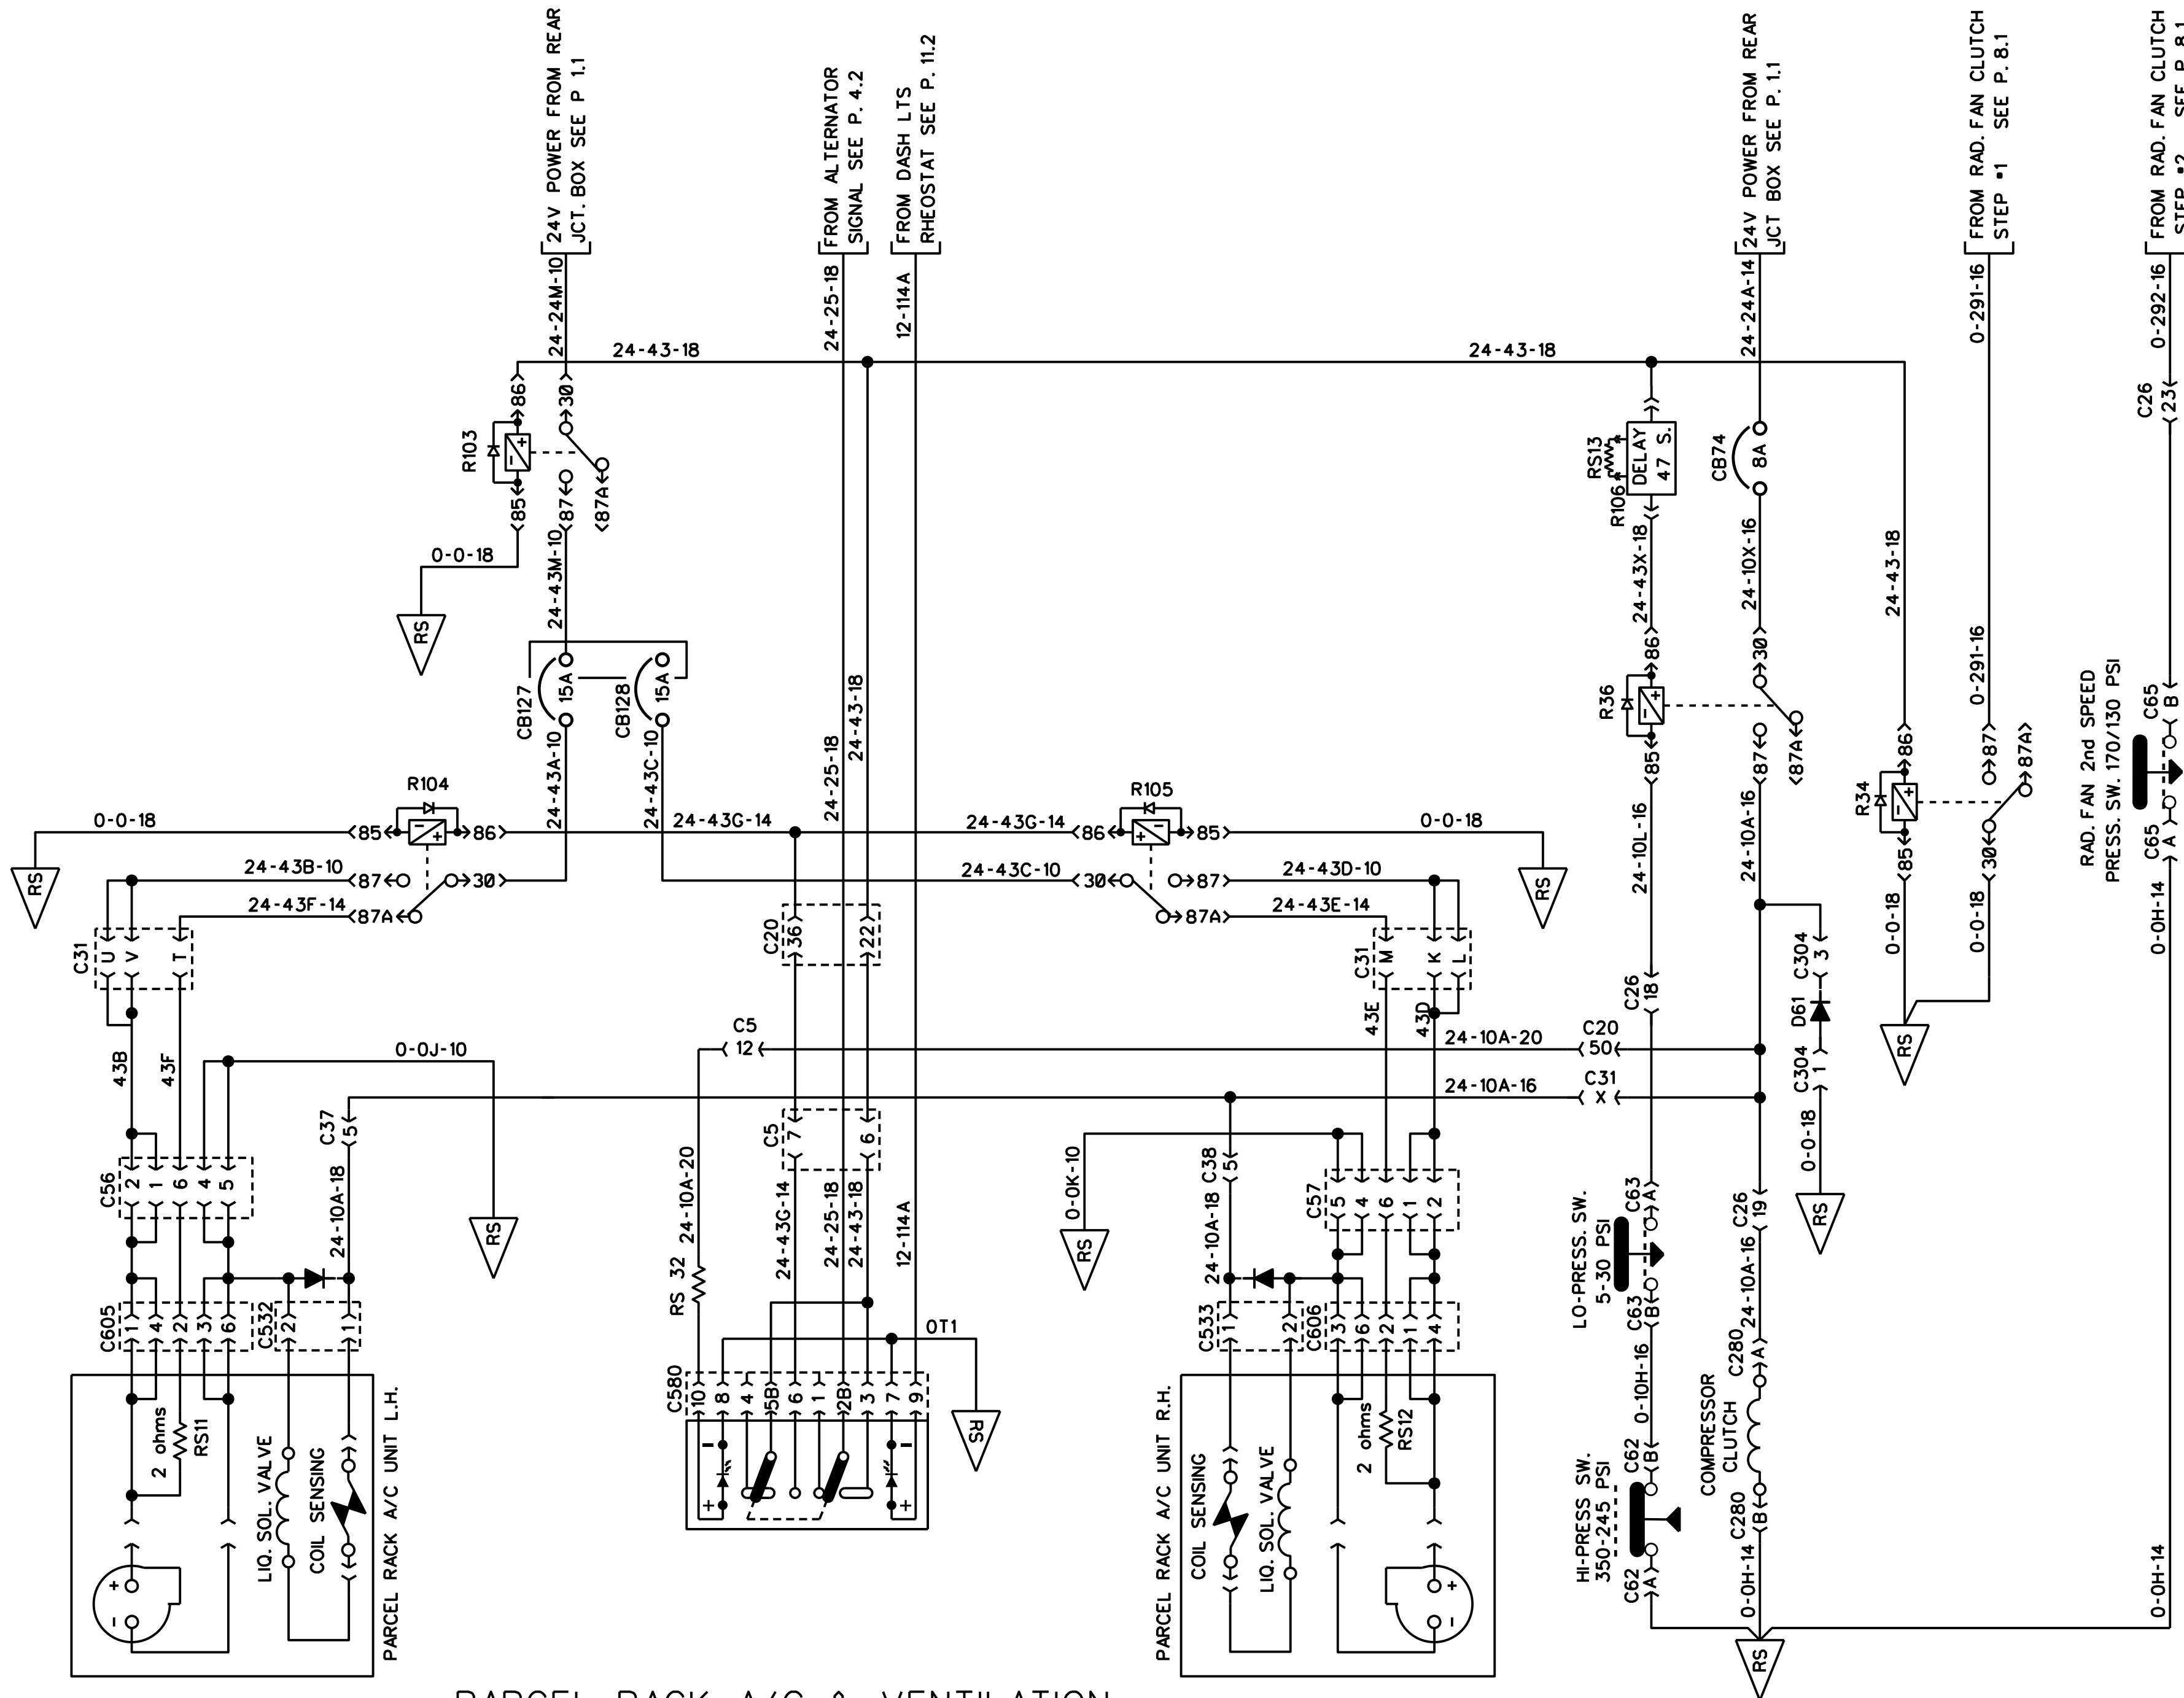 24V POWER FROM REAR
JCT. BOX SEE P 1.1
FROM ALTERNATOR
SIGNAL SEE P. 4.2
FROM DASH LTS
RHEOSTAT SEE P. 11.2
24V POWER FROM REAR
JCT BOX SEE P. 1.1
FROM RAD. FAN CLUTCH
STEP #1 SEE P. 8.1
FROM RAD. FAN CLUTCH
STEP #2 SEE P. 8.1
24-24M-10
24-25-18
12-114A
24-24A-14
0-291-16
0-292-16
24-43-18
24-43-18
C26
23
R103
86
30
85
87
87A
0-0-18
RS
24-43M-10
RS13
R106
DELAY
47 S.
CB74
8A
24-43X-18
24-10X-16
24-43-18
0-291-16
CB127
15A
CB128
15A
24-43A-10
24-43C-10
24-25-18
24-43-18
R36
86
30
85
87
87A
R34
86
87
87A
85
30
0-0-18
0-0-18
RS
RAD. FAN 2nd SPEED
PRESS. SW. 170/130 PSI
C65
B
C65
A
0-0H-14
R104
0-0-18
85
86
24-43G-14
RS
24-43B-10
87
30
24-43F-14
87A
R105
24-43G-14
86
85
0-0-18
24-43C-10
30
87
24-43D-10
87A
24-43E-14
RS
24-10L-16
24-10A-16
C31
U
V
T
C20
36
22
C31
M
K
L
C26
18
C304
3
D61
C304
1
0-0-18
RS
43B
43F
0-0J-10
RS
C5
12
24-10A-20
C20
50
24-10A-16
C31
X
43E
43D
C37
5
24-10A-18
C56
2
1
6
4
5
C5
7
6
24-10A-20
RS 32
24-43G-14
24-25-18
24-43-18
12-114A
0-0K-10
RS
C38
5
24-10A-18
C57
5
4
6
1
2
C605
1
4
2
3
6
C532
2
1
2 ohms
RS11
LIQ. SOL. VALVE
COIL SENSING
PARCEL RACK A/C UNIT L.H.
+
-
0T1
C580
10
8
4
5B
6
1
2B
3
7
9
-
+
-
+
RS
C533
1
2
C606
3
6
2
1
4
COIL SENSING
LIQ. SOL. VALVE
2 ohms
RS12
+
-
PARCEL RACK A/C UNIT R.H.
LO-PRESS. SW.
5-30 PSI
C63
A
C63
B
0-10H-16
HI-PRESS SW.
350-245 PSI
C62
B
C62
A
C26
19
24-10A-16
COMPRESSOR
CLUTCH
C280
A
C280
B
0-0H-14
RS
0-0H-14
PARCEL RACK A/C & VENTILATION